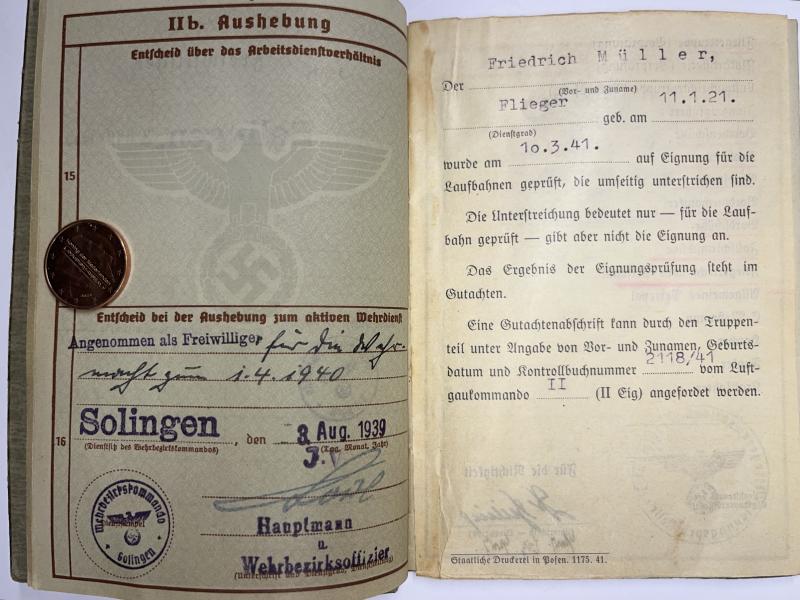 IIb. Aushebung
Entscheid über das Arbeitsdienstverhältnis
15
Entscheid bei der Aushebung zum aktiven Wehrdienst
Angenommen als Freiwilliger für die Wehr-
macht zum 1.4.1940
Solingen, den 3. Aug. 1939
16
(Dienstsitz des Wehrbezirkskommandos) (Tag, Monat, Jahr)
J.V.
Wehrbezirkskommando
Solingen
Hauptmann
u
Wehrbezirksoffizier
Friedrich Müller,
Der
(Vor- und Zuname)
Flieger geb. am 11.1.21.
(Dienstgrad)
10.3.41.
wurde am auf Eignung für die
Laufbahnen geprüft, die umseitig unterstrichen sind.
Die Unterstreichung bedeutet nur — für die Lauf-
bahn geprüft — gibt aber nicht die Eignung an.
Das Ergebnis der Eignungsprüfung steht im
Gutachten.
Eine Gutachtenabschrift kann durch den Truppen-
teil unter Angabe von Vor- und Zunamen, Geburts-
datum und Kontrollbuchnummer 2118/41 vom Luft-
gaukommando II (II Eig) angefordet werden.
Für die Richtigkeit
Staatliche Druckerei in Posen. 1175. 41.